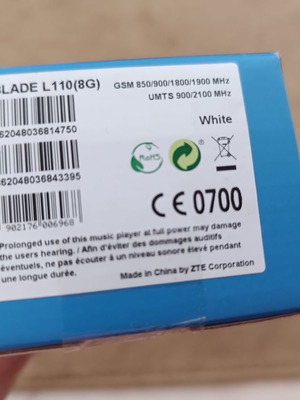 BLADE L110(8G)
GSM 850/900/1800/1900 MHz
UMTS 900/2100 MHz
62048036814750
White
RoHS
62048036843395
CE 0700
902176 006968
Prolonged use of this music player at full power may damage
the users hearing. / Afin d'éviter des dommages auditifs
éventuels, ne pas écouter à un niveau sonore élevé pendant
une longue durée.
Made in China by ZTE Corporation